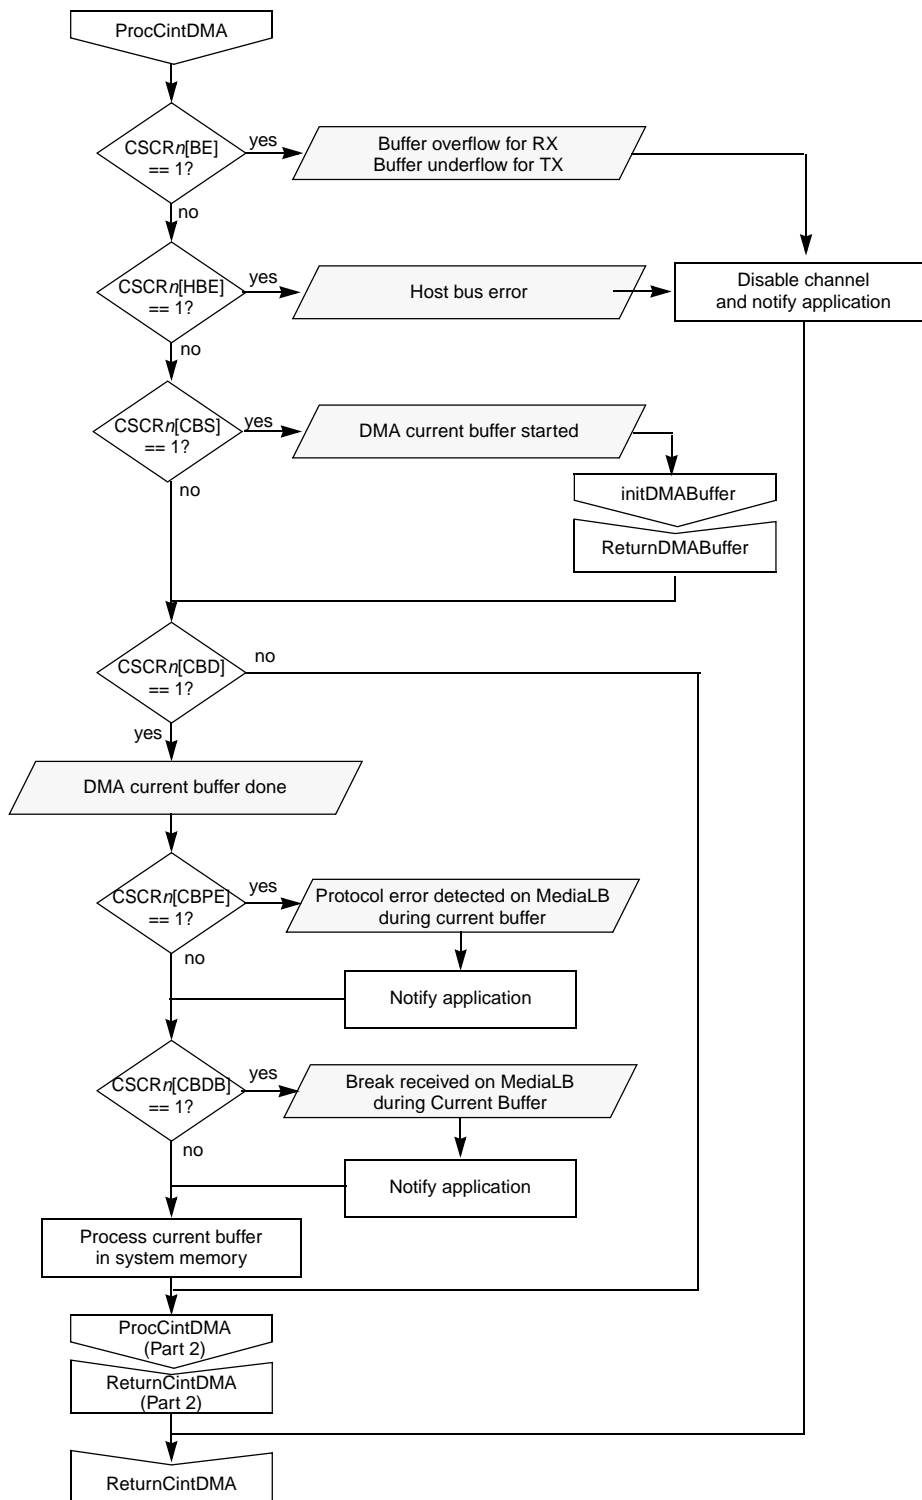 ProcCintDMA
CSCRn[BE]
== 1?
yes
Buffer overflow for RX
Buffer underflow for TX
no
CSCRn[HBE]
== 1?
yes
Host bus error
Disable channel
and notify application
no
CSCRn[CBS]
== 1?
yes
DMA current buffer started
no
initDMABuffer
ReturnDMABuffer
CSCRn[CBD]
== 1?
no
yes
DMA current buffer done
CSCRn[CBPE]
== 1?
yes
Protocol error detected on MediaLB
during current buffer
no
Notify application
CSCRn[CBDB]
== 1?
yes
Break received on MediaLB
during Current Buffer
no
Notify application
Process current buffer
in system memory
ProcCintDMA
(Part 2)
ReturnCintDMA
(Part 2)
ReturnCintDMA